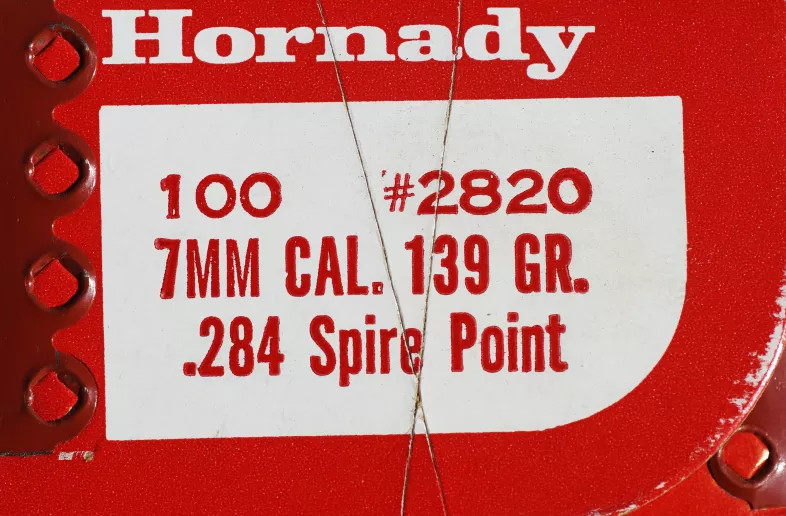 Hornady
100 #2820
7MM CAL. 139 GR.
.284 Spire Point